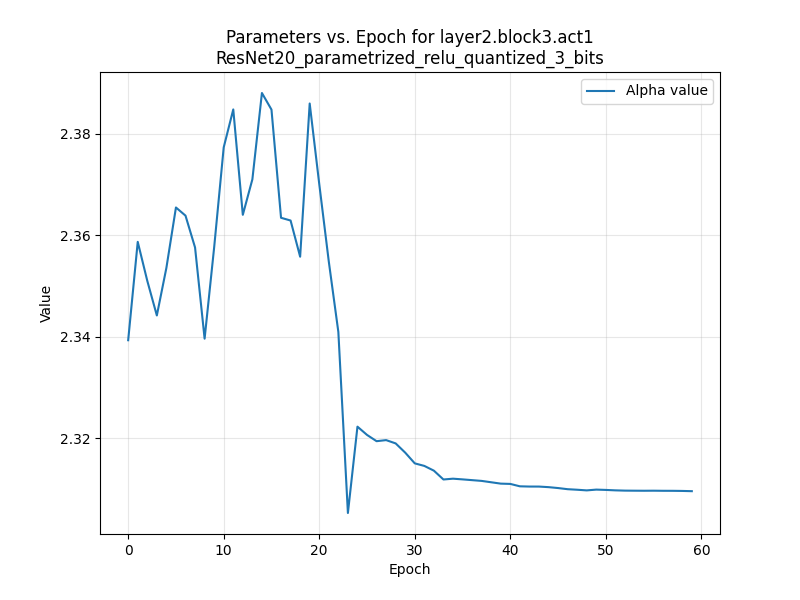 Parameters vs. Epoch for layer2.block3.act1
ResNet20_parametrized_relu_quantized_3_bits
Alpha value
2.38
2.36
2.34
2.32
Value
0 10 20 30 40 50 60
Epoch